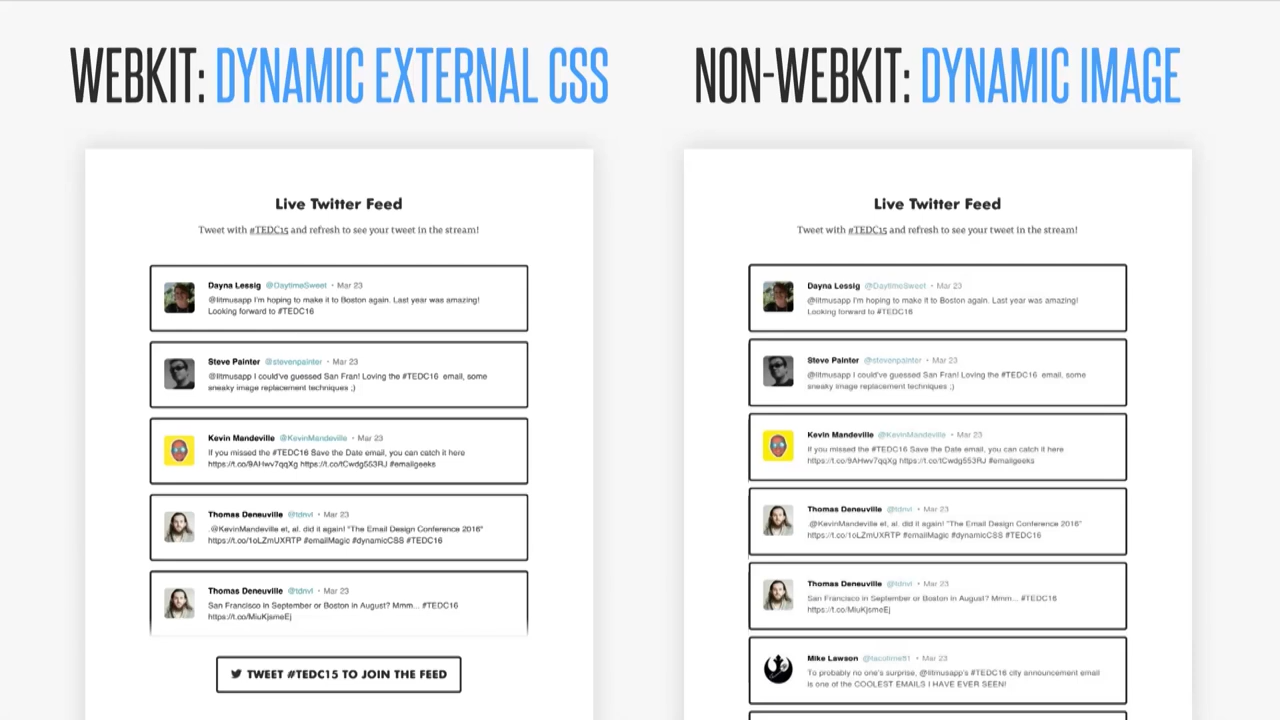 WEBKIT: DYNAMIC EXTERNAL CSS
Live Twitter Feed
Tweet with #TEDC15 and refresh to see your tweet in the stream!
Dayna Lessig @DaytimeSweet • Mar 23
@litmusapp I'm hoping to make it to Boston again. Last year was amazing!
Looking forward to #TEDC16
Steve Painter @stevenpainter • Mar 23
@litmusapp I could've guessed San Fran! Loving the #TEDC16 email, some
sneaky image replacement techniques ;)
Kevin Mandeville @KevinMandeville • Mar 23
If you missed the #TEDC16 Save the Date email, you can catch it here
https://t.co/9AHwv7qqXg https://t.co/tCwdg553RJ #emailgeeks
Thomas Deneuville @tdnvl • Mar 23
.@KevinMandeville et, al. did it again! "The Email Design Conference 2016"
https://t.co/1oLZmUXRTP #emailMagic #dynamicCSS #TEDC16
Thomas Deneuville @tdnvl • Mar 23
San Francisco in September or Boston in August? Mmm... #TEDC16
https://t.co/MiuKjsmeEj
TWEET #TEDC15 TO JOIN THE FEED
NON-WEBKIT: DYNAMIC IMAGE
Live Twitter Feed
Tweet with #TEDC15 and refresh to see your tweet in the stream!
Dayna Lessig @DaytimeSweet • Mar 23
@litmusapp I'm hoping to make it to Boston again. Last year was amazing!
Looking forward to #TEDC16
Steve Painter @stevenpainter • Mar 23
@litmusapp I could've guessed San Fran! Loving the #TEDC16 email, some
sneaky image replacement techniques ;)
Kevin Mandeville @KevinMandeville • Mar 23
If you missed the #TEDC16 Save the Date email, you can catch it here
https://t.co/9AHwv7qqXg https://t.co/tCwdg553RJ #emailgeeks
Thomas Deneuville @tdnvl • Mar 23
.@KevinMandeville et, al. did it again! "The Email Design Conference 2016"
https://t.co/1oLZmUXRTP #emailMagic #dynamicCSS #TEDC16
Thomas Deneuville @tdnvl • Mar 23
San Francisco in September or Boston in August? Mmm... #TEDC16
https://t.co/MiuKjsmeEj
Mike Lawson • Mar 23
To probably no one's surprise, @litmusapp's #TEDC16 city announcement email
is one of the COOLEST EMAILS I HAVE EVER SEEN!